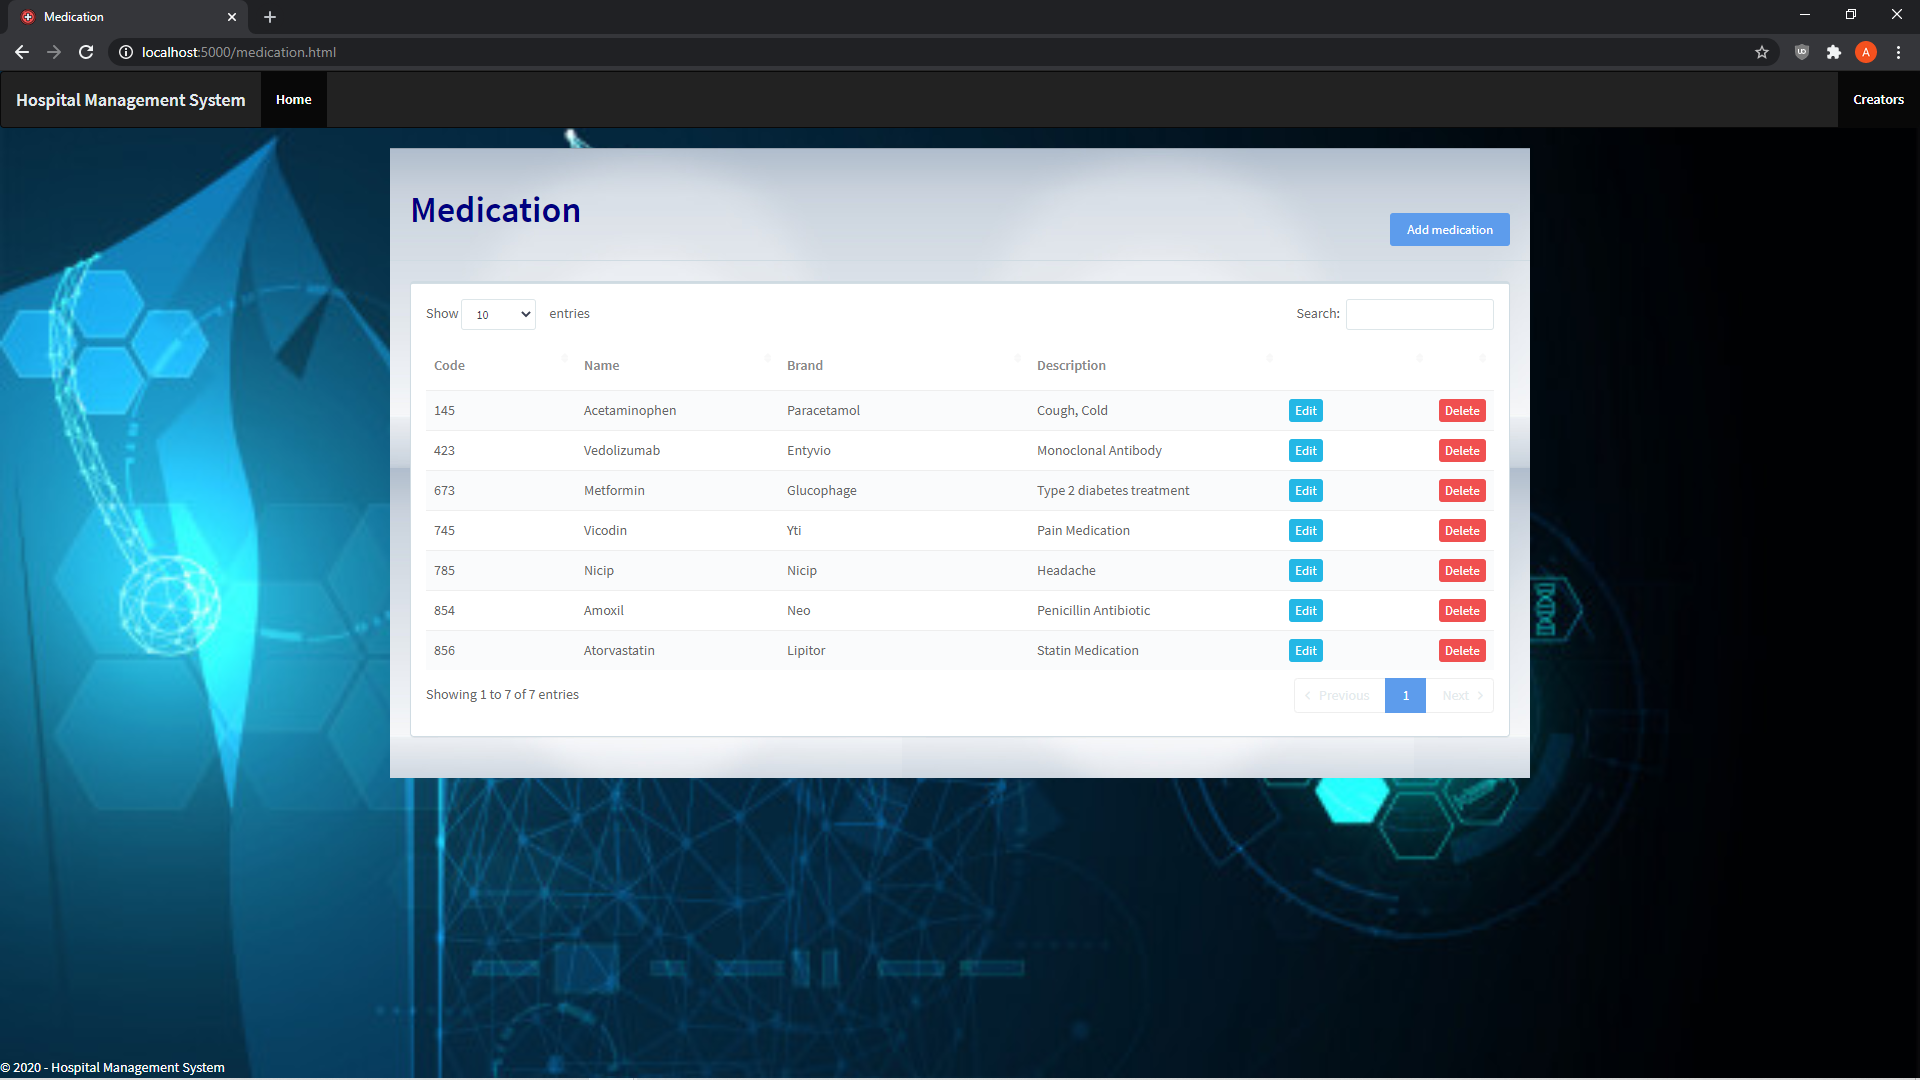 Medication
localhost:5000/medication.html
A
Hospital Management System Home Creators
Medication
Add medication
Show 10 entries Search:
Code Name Brand Description
145 Acetaminophen Paracetamol Cough, Cold Edit Delete
423 Vedolizumab Entyvio Monoclonal Antibody Edit Delete
673 Metformin Glucophage Type 2 diabetes treatment Edit Delete
745 Vicodin Yti Pain Medication Edit Delete
785 Nicip Nicip Headache Edit Delete
854 Amoxil Neo Penicillin Antibiotic Edit Delete
856 Atorvastatin Lipitor Statin Medication Edit Delete
Showing 1 to 7 of 7 entries Previous 1 Next
© 2020 - Hospital Management System